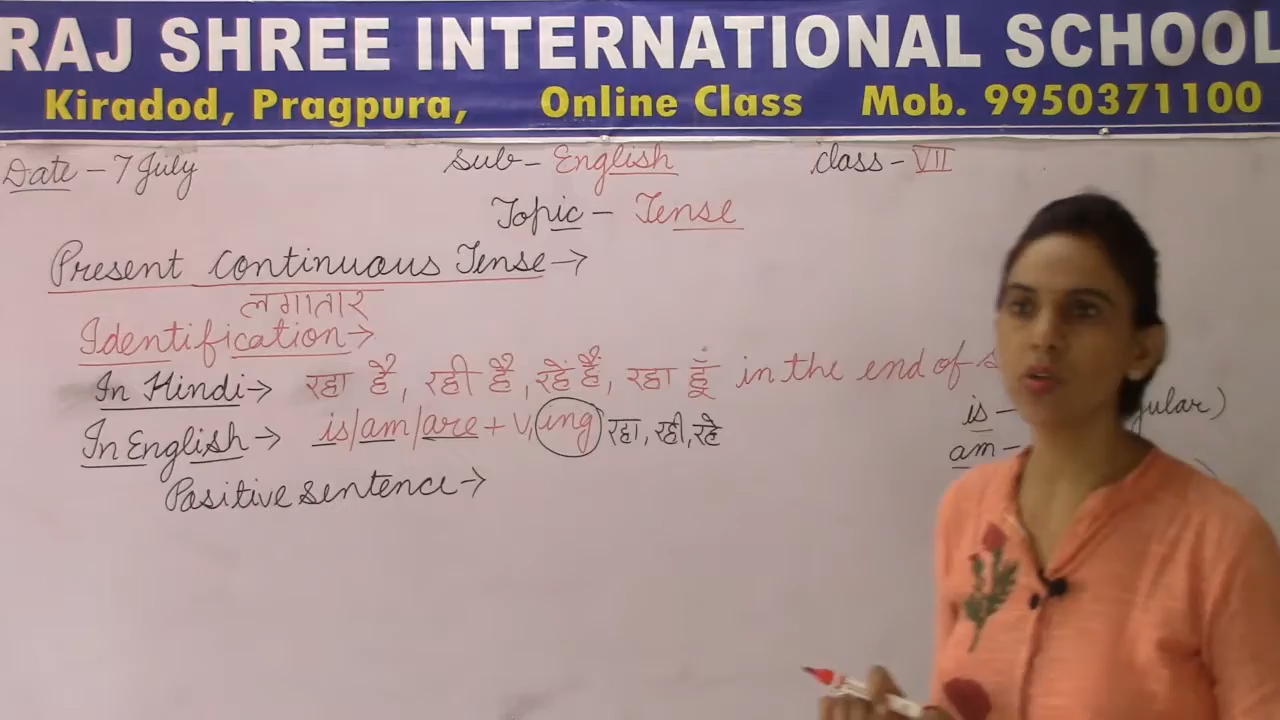 RAJ SHREE INTERNATIONAL SCHOOL
Kiradod, Pragpura, Online Class Mob. 9950371100
Date - 7 July Sub - English Class - VII
Topic - Tense
Present Continuous Tense →
लगातार
Identification →
In Hindi → रहा है, रही है, रहें हैं, रहा हूँ in the end of
In English → is/am/are + V, ing रहा, रही, रहे
is - gular)
am -
Positive sentence →